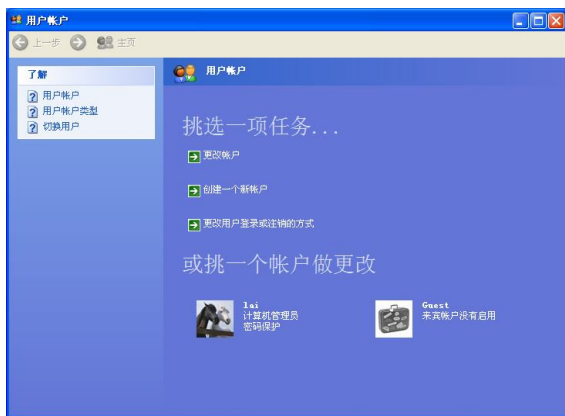 用户帐户
上一步 主页
了解
用户帐户
用户帐户类型
切换用户
用户帐户
挑选一项任务...
更改帐户
创建一个新帐户
更改用户登录或注销的方式
或挑一个帐户做更改
lai
计算机管理员
密码保护
Guest
来宾帐户没有启用